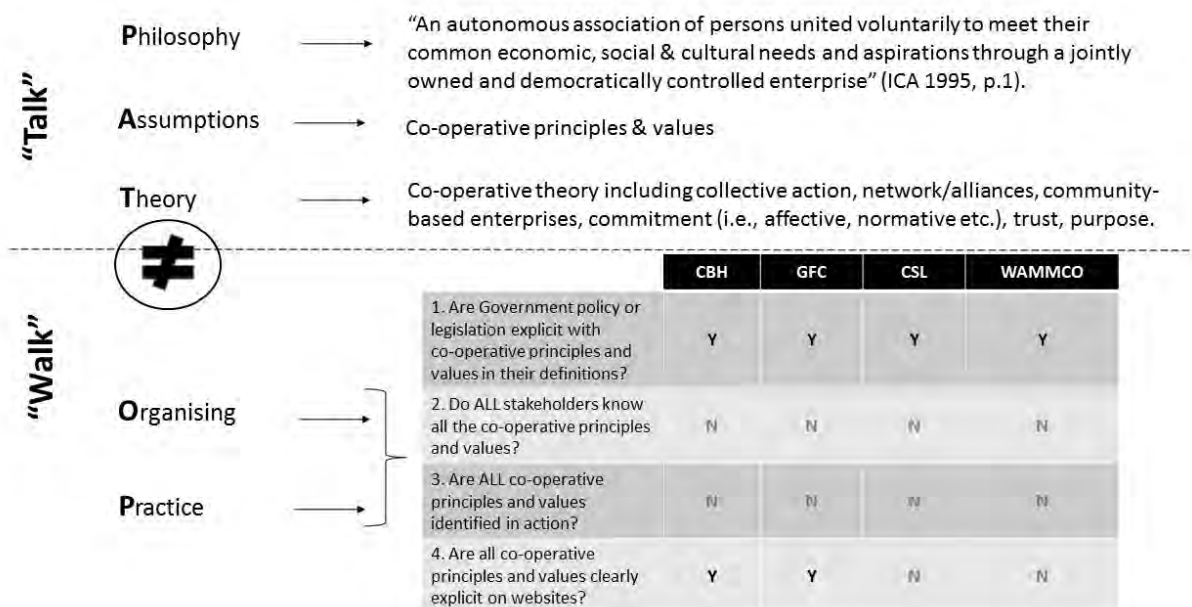 "Talk"
Philosophy
"An autonomous association of persons united voluntarily to meet their
common economic, social & cultural needs and aspirations through a jointly
owned and democratically controlled enterprise" (ICA 1995, p.1).
Assumptions
Co-operative principles & values
Theory
Co-operative theory including collective action, network/alliances, community-
based enterprises, commitment (i.e., affective, normative etc.), trust, purpose.
≠
"Walk"
Organising
Practice
CBH GFC CSL WAMMCO
1. Are Government policy or
legislation explicit with
co-operative principles and
values in their definitions?
Y Y Y Y
2. Do ALL stakeholders know
all the co-operative principles
and values?
N N N N
3. Are ALL co-operative
principles and values
identified in action?
N N N N
4. Are all co-operative
principles and values clearly
explicit on websites?
Y Y N N